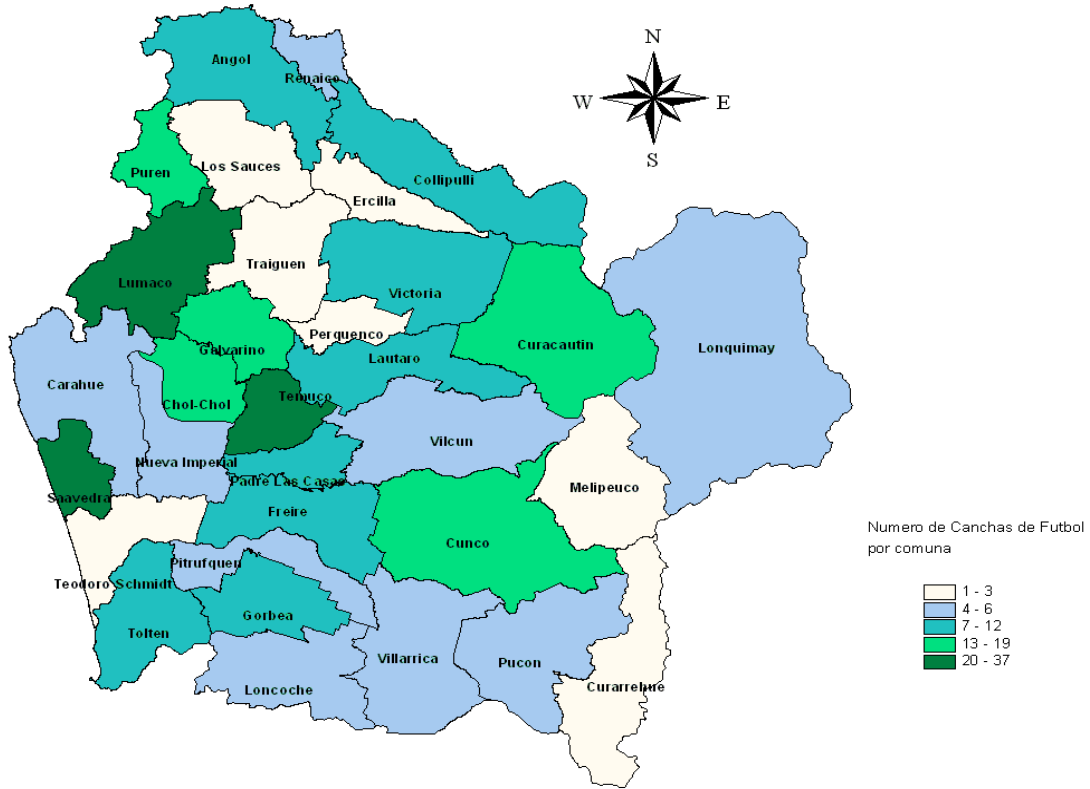 Angol
Renaico
N
W
E
S
Puren
Los Sauces
Collipulli
Ercilla
Lumaco
Traiguen
Victoria
Perquenco
Galvarino
Lautaro
Curacautin
Lonquimay
Carahue
Chol-Chol
Temuco
Vilcun
Nueva Imperial
Padre Las Casas
Melipeuco
Saavedra
Freire
Cunco
Numero de Canchas de Futbol
por comuna
Pitrufquen
Teodoro Schmidt
1 - 3
4 - 6
7 - 12
13 - 19
20 - 37
Gorbea
Tolten
Villarrica
Pucon
Loncoche
Curarrehue